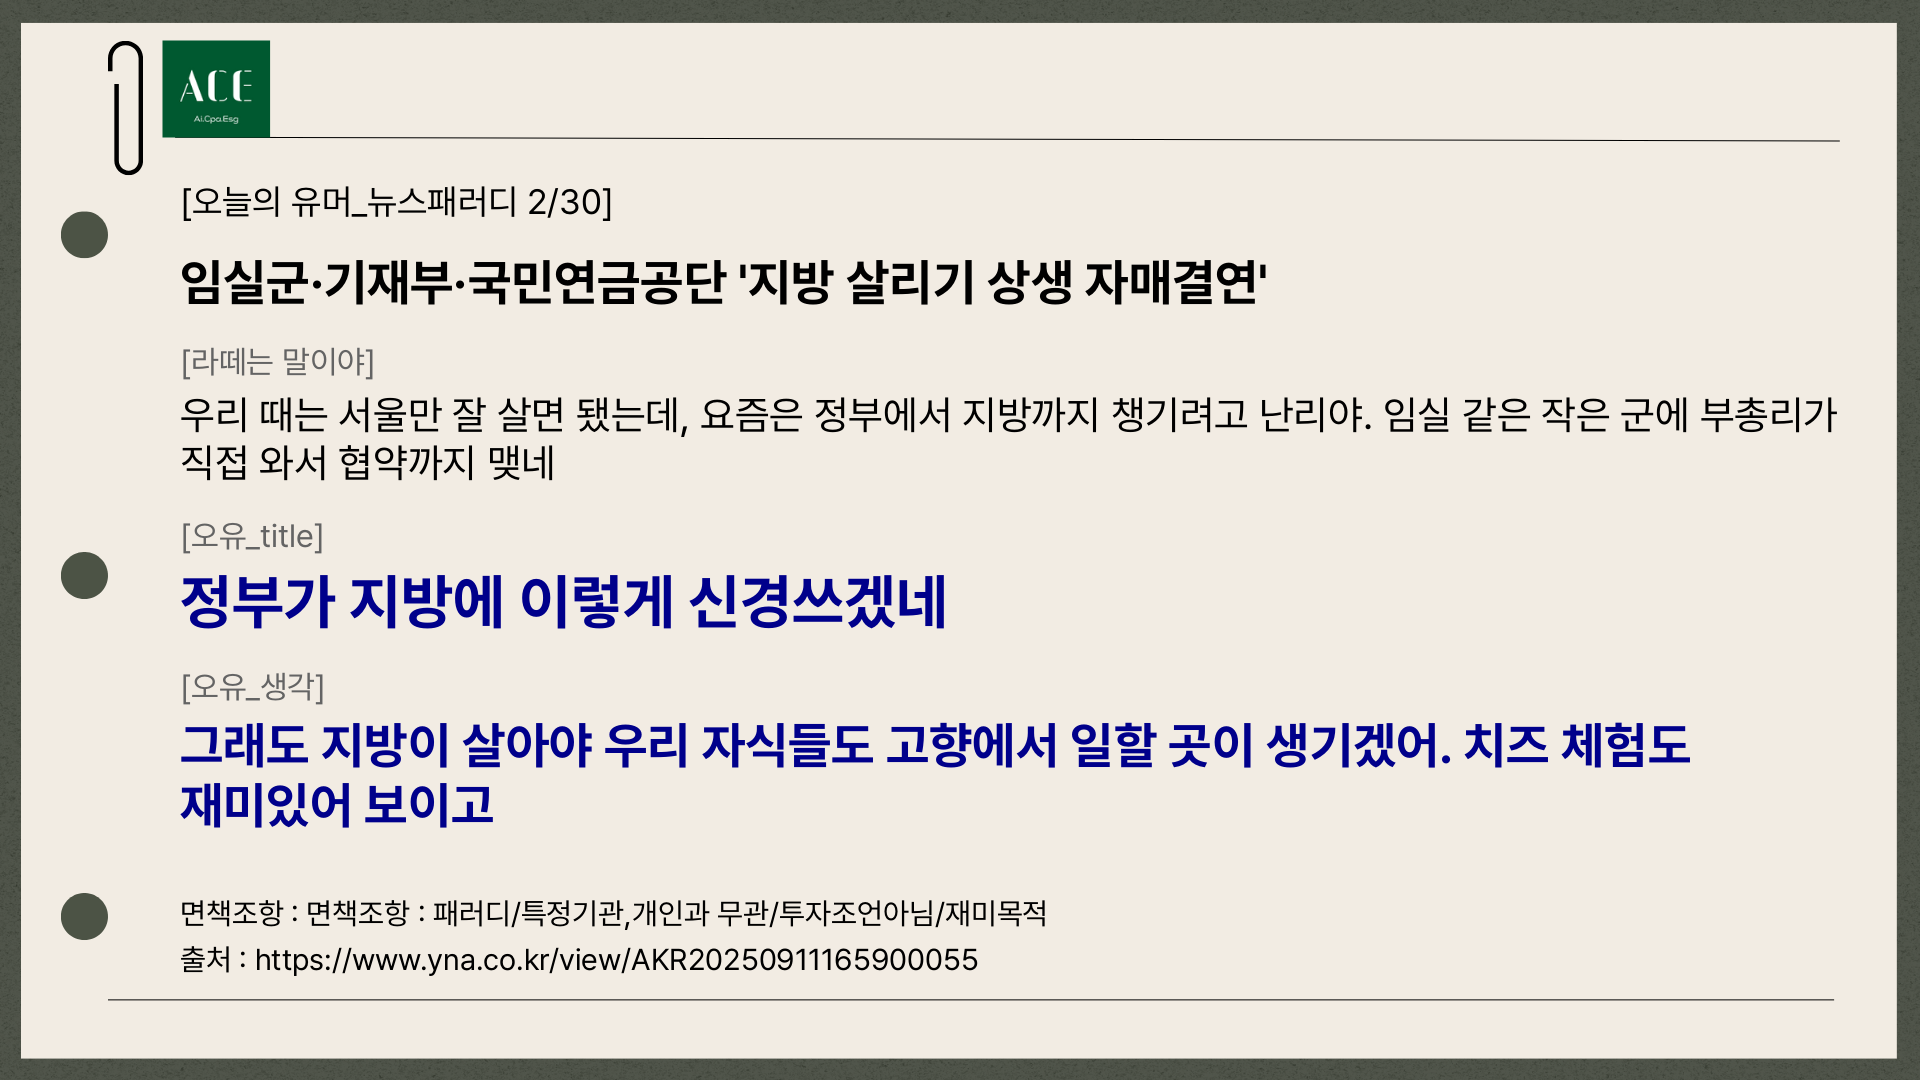 ACE
Ai.Cpa.Esg
[오늘의 유머_뉴스패러디 2/30]
임실군·기재부·국민연금공단 '지방 살리기 상생 자매결연'
[라떼는 말이야]
우리 때는 서울만 잘 살면 됐는데, 요즘은 정부에서 지방까지 챙기려고 난리야. 임실 같은 작은 군에 부총리가
직접 와서 협약까지 맺네
[오유_title]
정부가 지방에 이렇게 신경쓰겠네
[오유_생각]
그래도 지방이 살아야 우리 자식들도 고향에서 일할 곳이 생기겠어. 치즈 체험도
재미있어 보이고
면책조항 : 면책조항 : 패러디/특정기관,개인과 무관/투자조언아님/재미목적
출처 : https://www.yna.co.kr/view/AKR20250911165900055